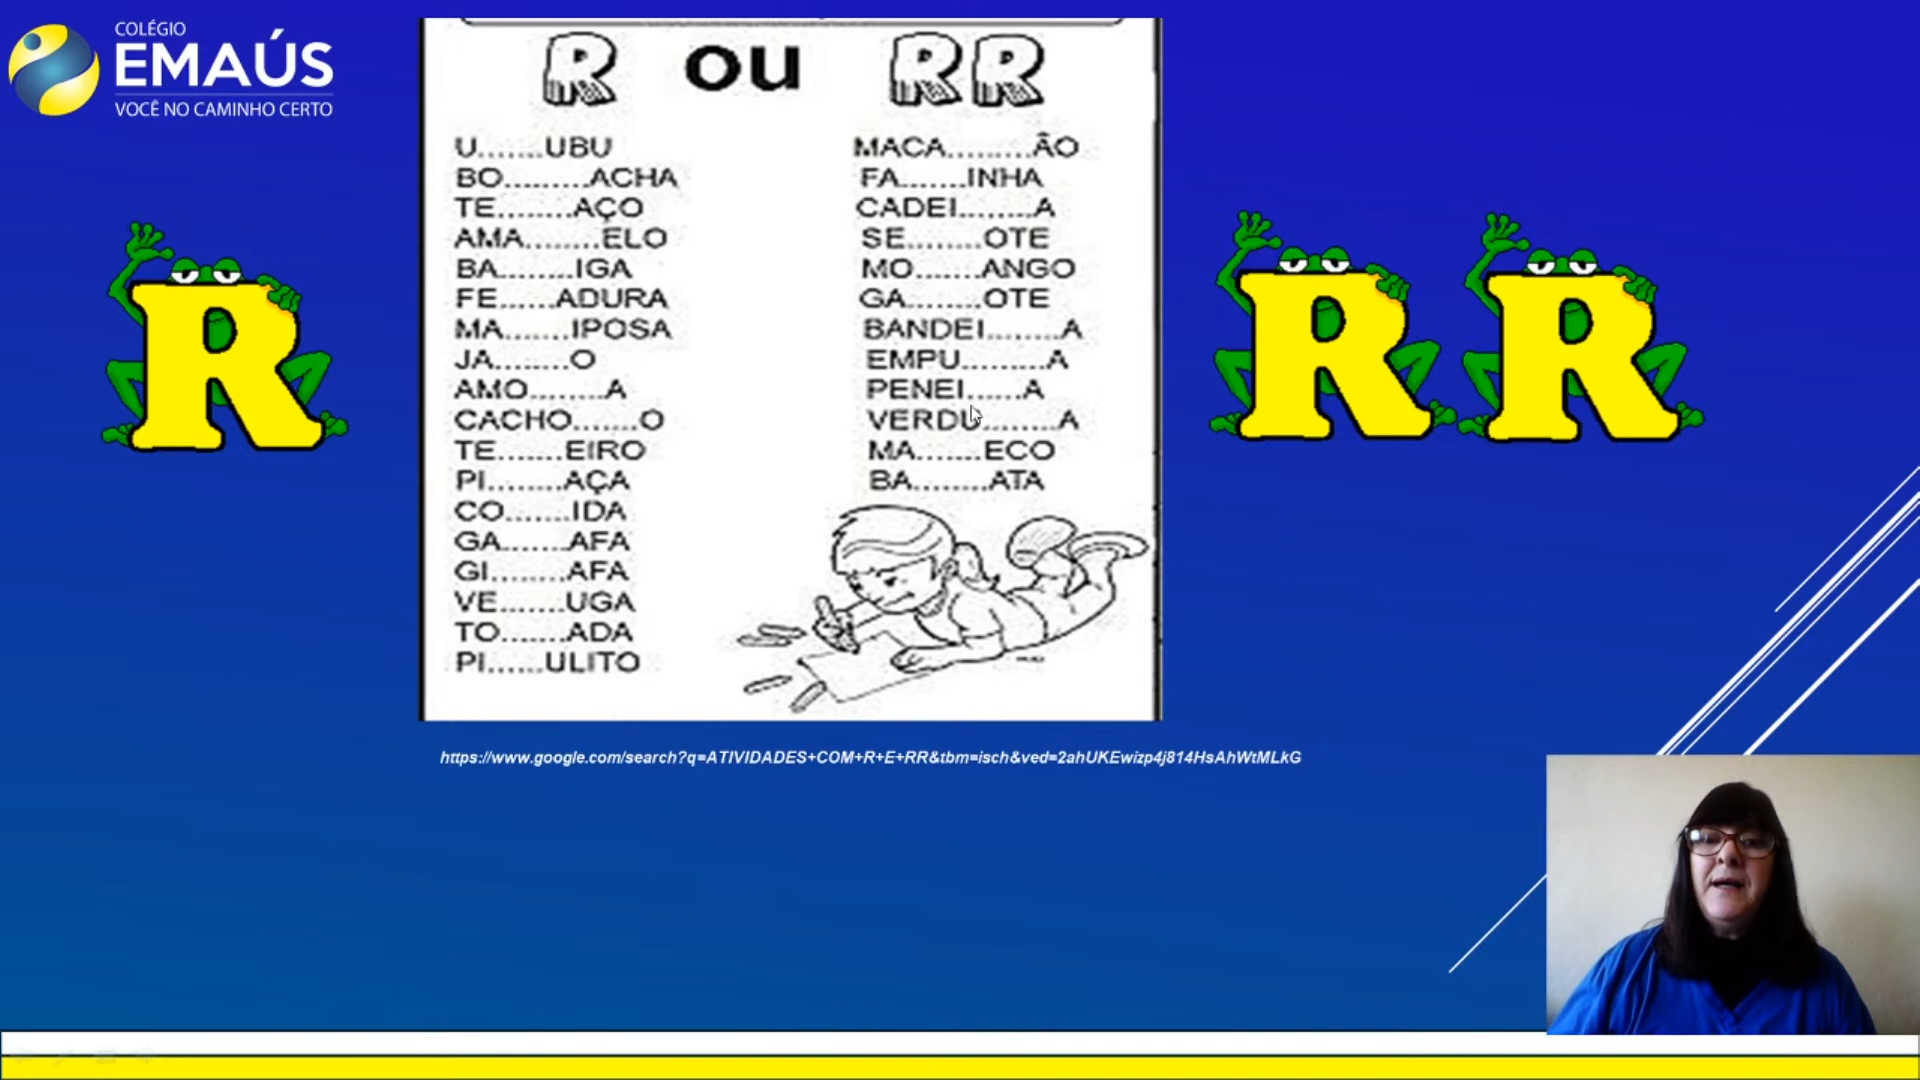 COLÉGIO
EMAÚS
VOCÊ NO CAMINHO CERTO
R ou RR
U.......UBU
BO.........ACHA
TE........AÇO
AMA........ELO
BA........IGA
FE......ADURA
MA.......IPOSA
JA........O
AMO........A
CACHO.......O
TE.......EIRO
PI........AÇA
CO.......IDA
GA.......AFA
GI........AFA
VE.......UGA
TO.......ADA
PI......ULITO
MACA.........ÃO
FA.......INHA
CADEI........A
SE........OTE
MO.......ANGO
GA........OTE
BANDEI........A
EMPU.........A
PENEI......A
VERDU........A
MA.......ECO
BA........ATA
R
R R
https://www.google.com/search?q=ATIVIDADES+COM+R+E+RR&tbm=isch&ved=2ahUKEwizp4j814HsAhWtMLkG